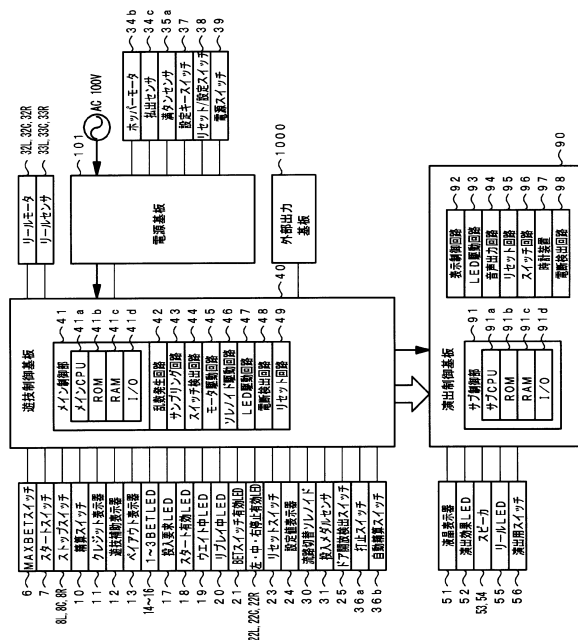 32L,32C,32R
33L,33C,33R
リールモータ
リールセンサ
AC 100V
101
電源基板
ホッパーモータ
34b
払出センサ
34c
満タンセンサ
35a
設定キースイッチ
37
リセット/設定スイッチ
38
電源スイッチ
39
外部出力
基板
1000
40
遊技制御基板
メイン制御部
41
メインCPU
41a
ROM
41b
RAM
41c
I/O
41d
乱数発生回路
42
サンプリング回路
43
スイッチ検出回路
44
モータ駆動回路
45
ソレノイド駆動回路
46
LED駆動回路
47
電断検出回路
48
リセット回路
49
6
MAXBETスイッチ
7
スタートスイッチ
8L,8C,8R
ストップスイッチ
10
精算スイッチ
11
クレジット表示器
12
遊技補助表示器
13
ペイアウト表示器
14~16
1~3BET LED
17
投入要求LED
18
スタート有効LED
19
ウエイト中LED
20
リプレイ中LED
21
BETスイッチ有効LED
22L,22C,22R
左・中・右停止有効LED
23
リセットスイッチ
24
設定値表示器
30
流路切替ソレノイド
31
投入メダルセンサ
25
ドア開放検出スイッチ
36a
打止スイッチ
36b
自動精算スイッチ
90
演出制御基板
サブ制御部
91
サブCPU
91a
ROM
91b
RAM
91c
I/O
91d
表示制御回路
92
LED駆動回路
93
音声出力回路
94
リセット回路
95
スイッチ回路
96
時計装置
97
電断検出回路
98
51
液晶表示器
52
演出効果LED
53,54
スピーカ
55
リールLED
56
演出用スイッチ